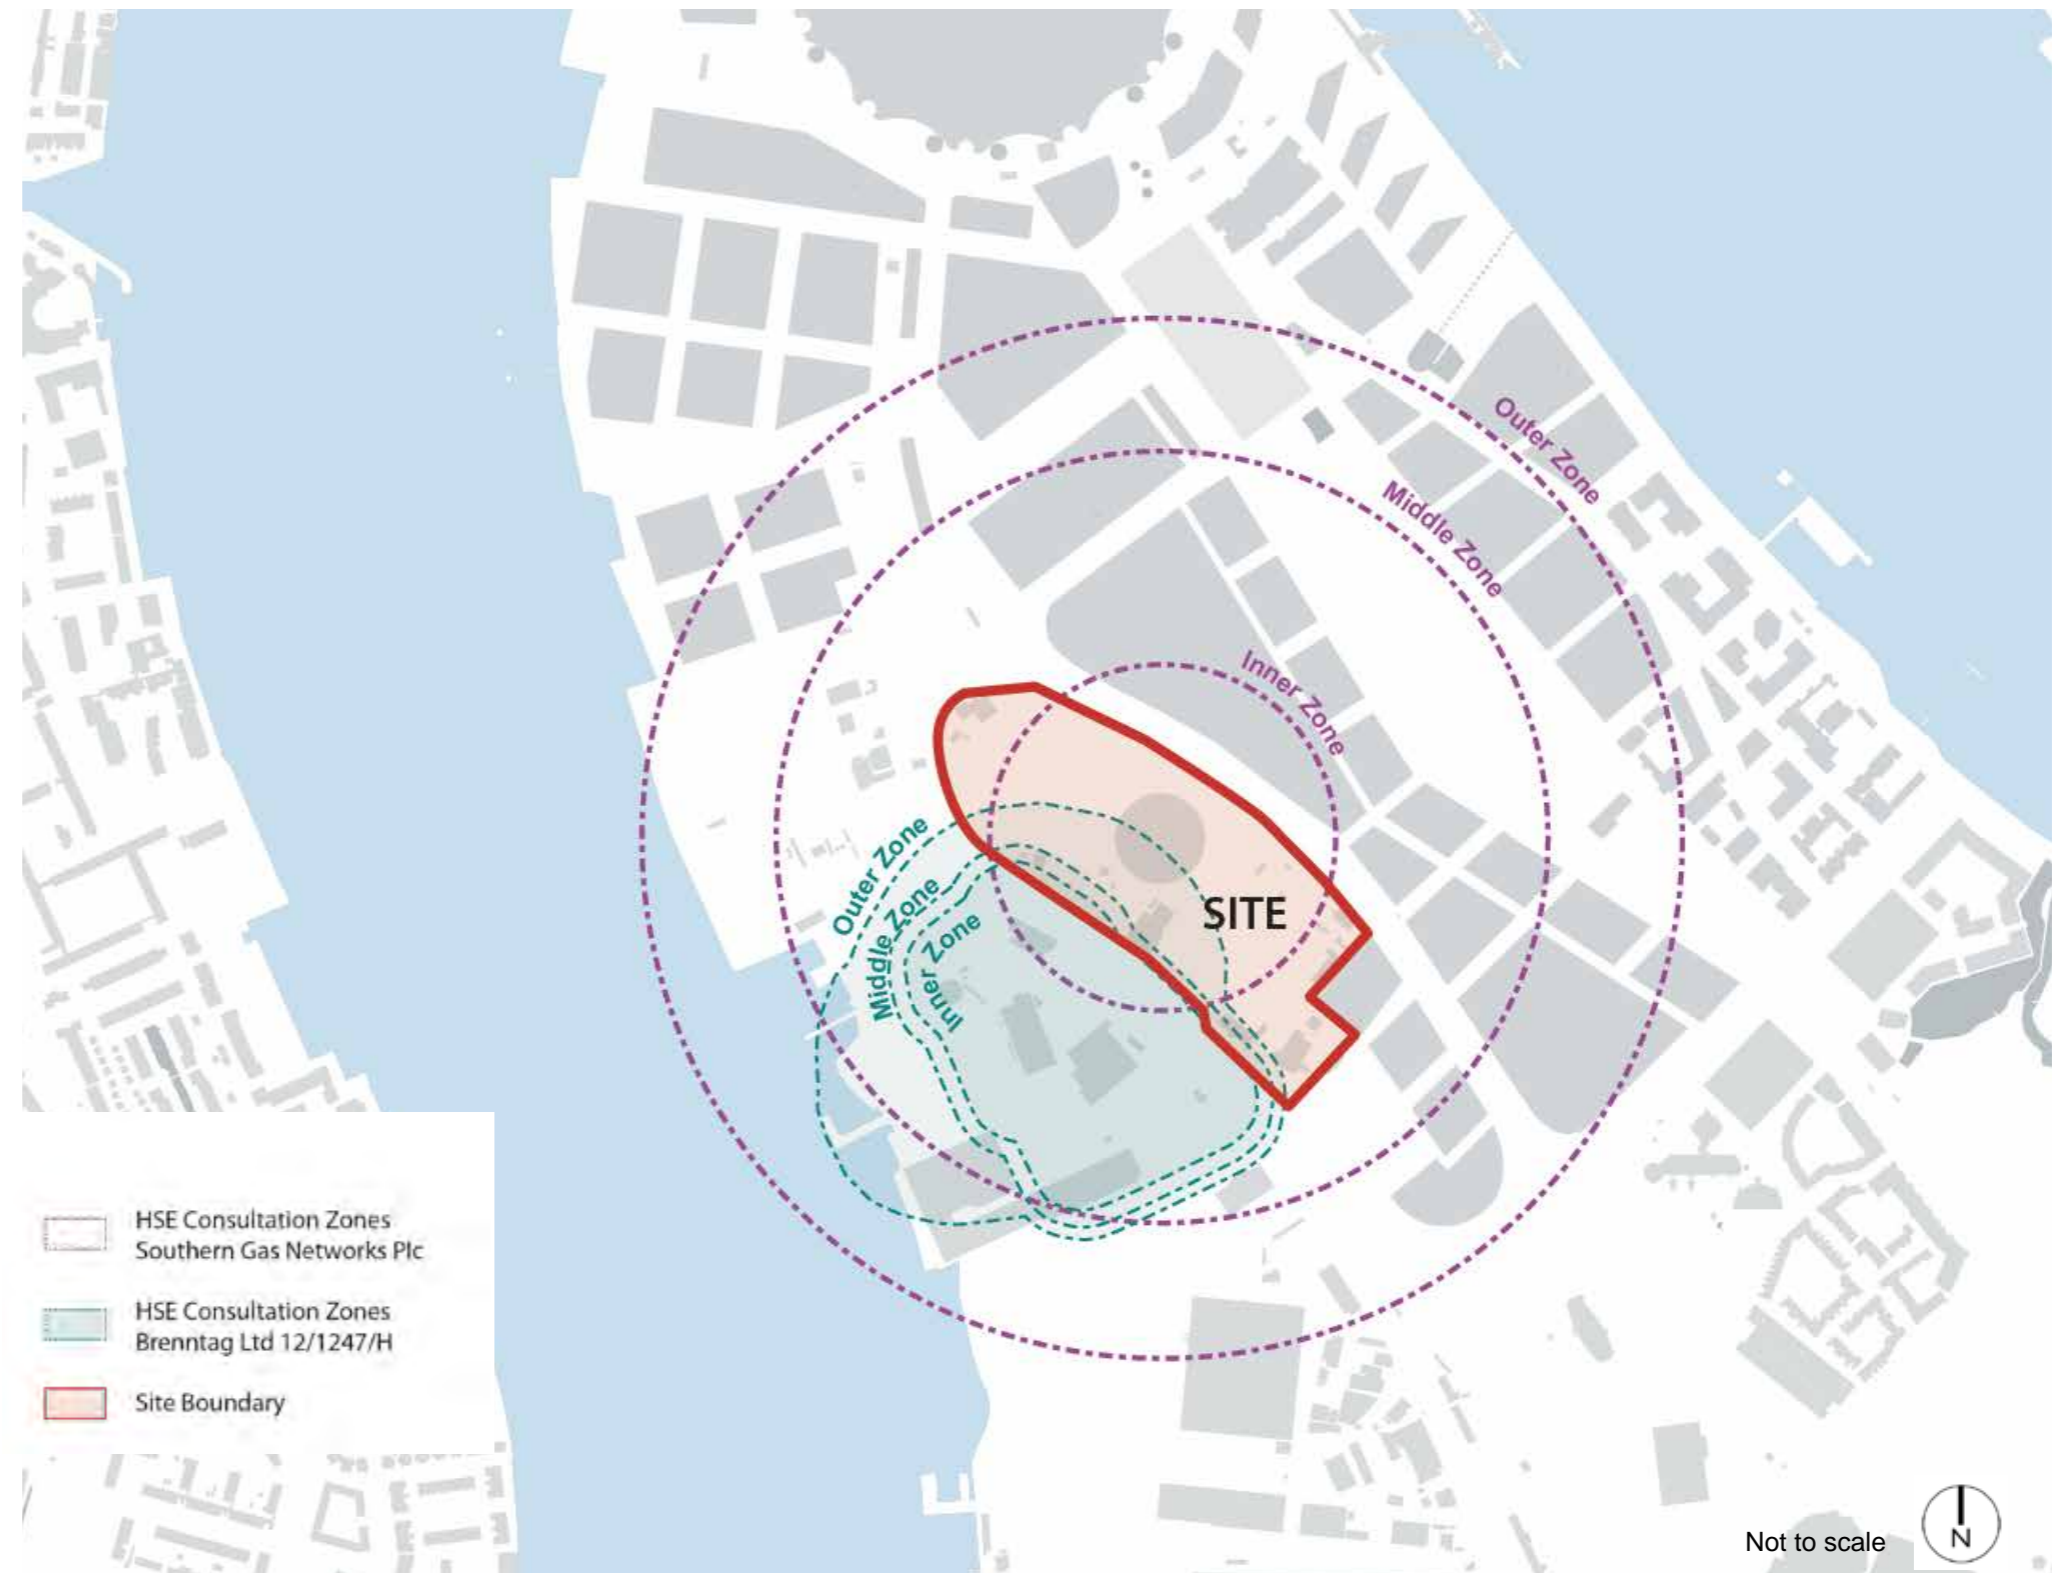 Outer Zone
Middle Zone
Inner Zone
Outer Zone
Middle Zone
Inner Zone
SITE
HSE Consultation Zones
Southern Gas Networks Plc
HSE Consultation Zones
Brenntag Ltd 12/1247/H
Site Boundary
Not to scale
N